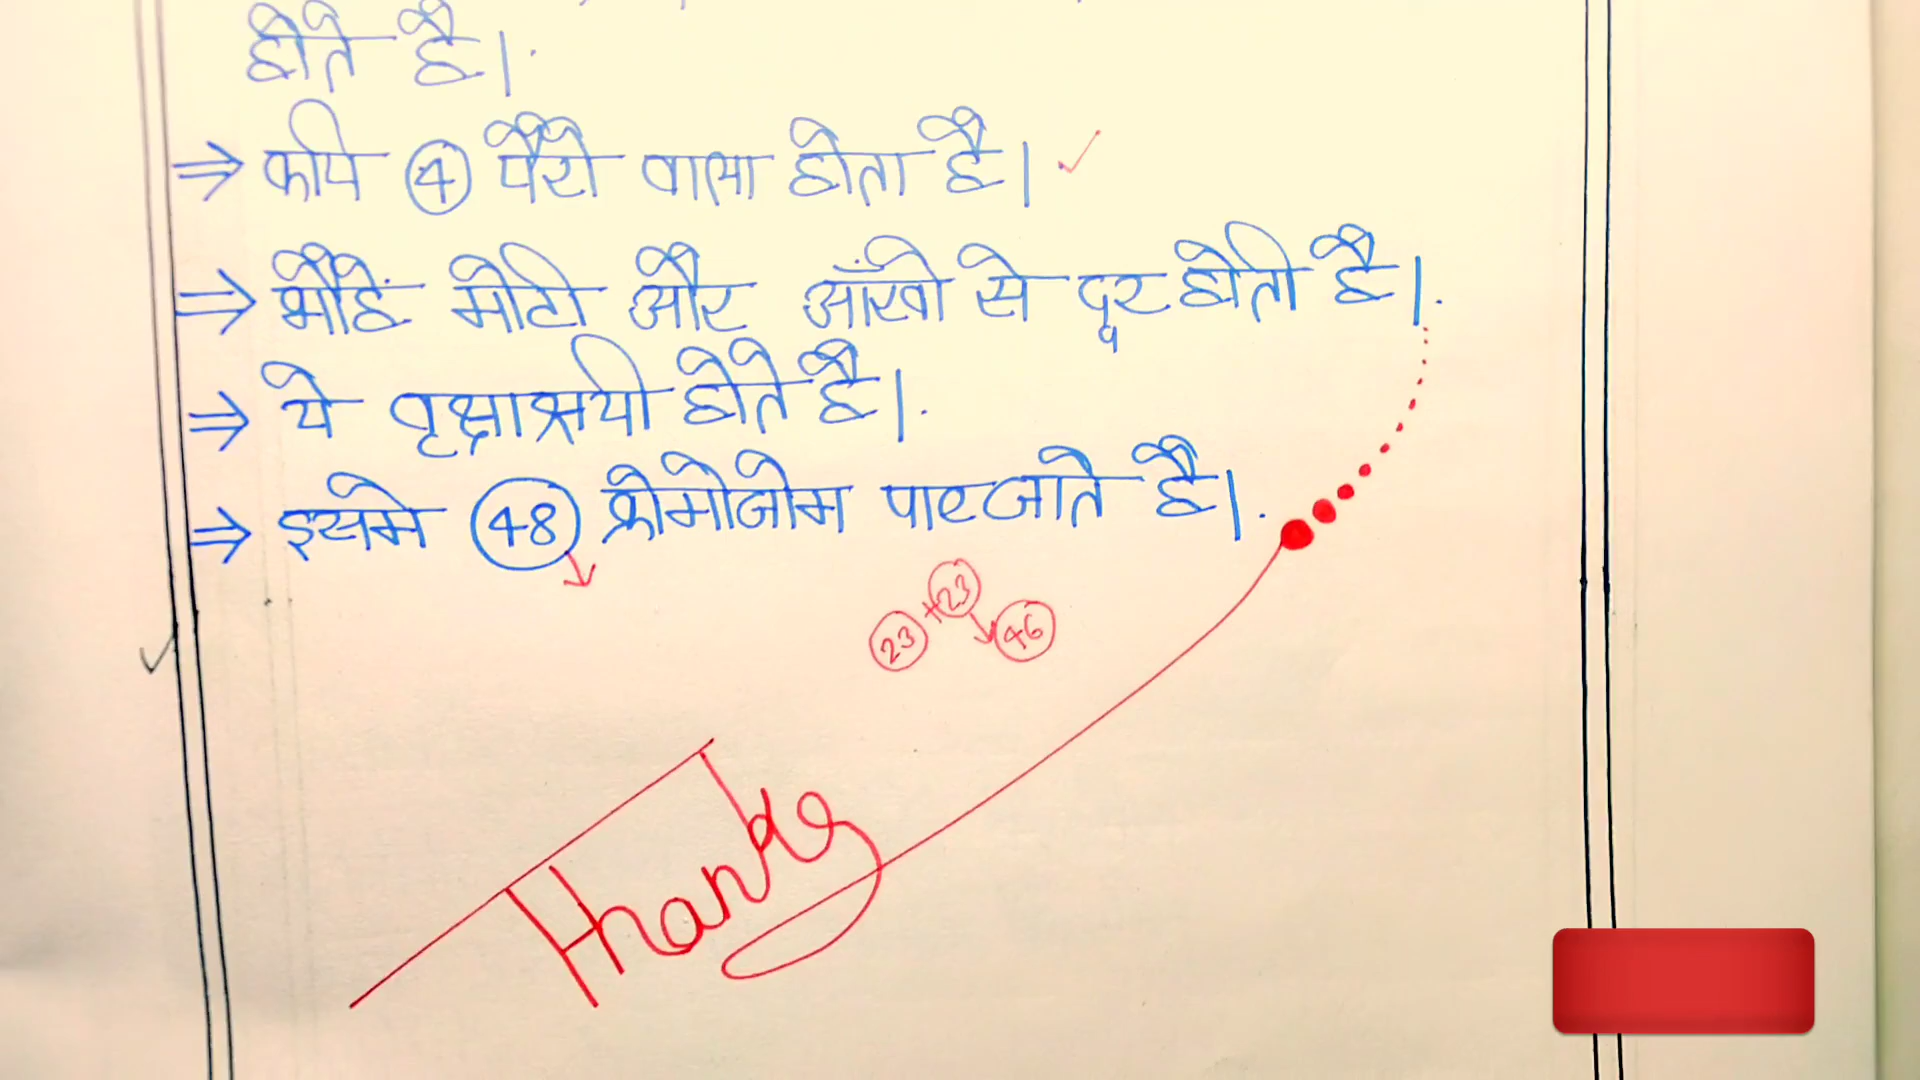 होते है।
⇒ कपि 4 पैरो वाला होता है। ✓
⇒ भौहें मोटी और आँखो से दूर होती है।
⇒ ये वृक्षाश्रयी होते है।
⇒ इसमे 48 क्रोमोजोम पाए जाते है।
23 + 23 → 46
Thanks